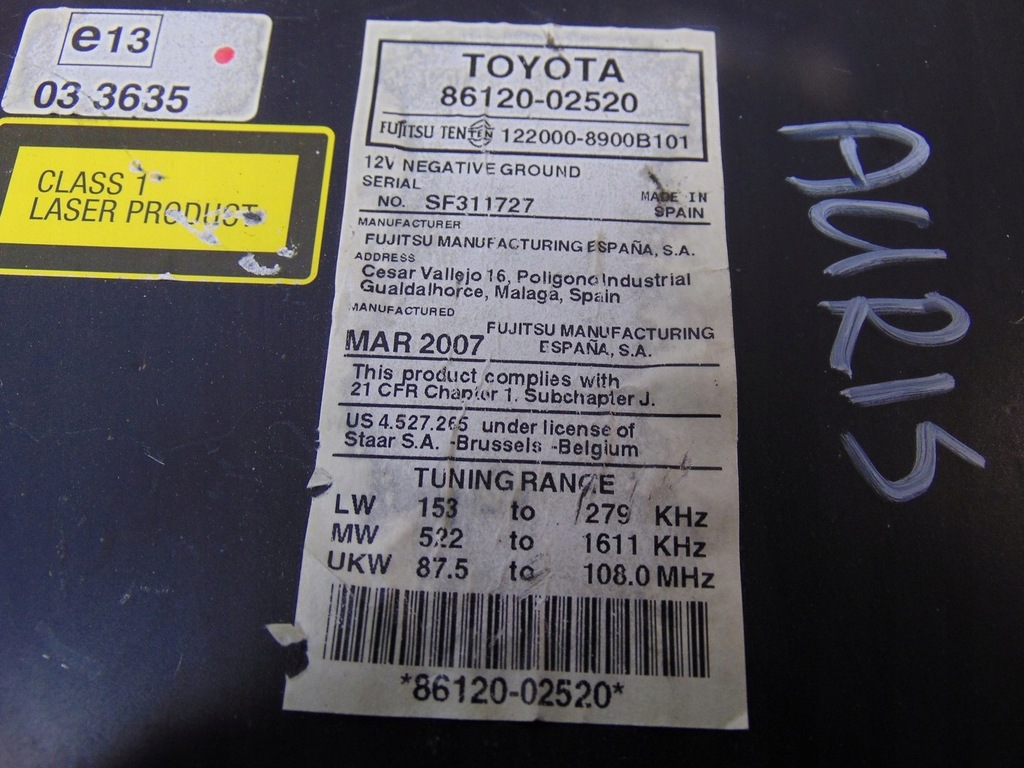 e13
03 3635
CLASS 1
LASER PRODUCT
TOYOTA
86120-02520
FUJITSU TEN TEN 122000-8900B101
12V NEGATIVE GROUND
SERIAL
NO. SF311727
MADE IN
SPAIN
MANUFACTURER
FUJITSU MANUFACTURING ESPAÑA, S.A.
ADDRESS
Cesar Vallejo 16, Poligono Industrial
Gualdalhorce, Malaga, Spain
MANUFACTURED
MAR 2007
FUJITSU MANUFACTURING
ESPAÑA, S.A.
This product complies with
21 CFR Chapter 1. Subchapter J.
US 4.527.265 under license of
Staar S.A. -Brussels -Belgium
TUNING RANGE
LW 153 to 279 KHz
MW 522 to 1611 KHz
UKW 87.5 to 108.0 MHz
*86120-02520*
AURIS